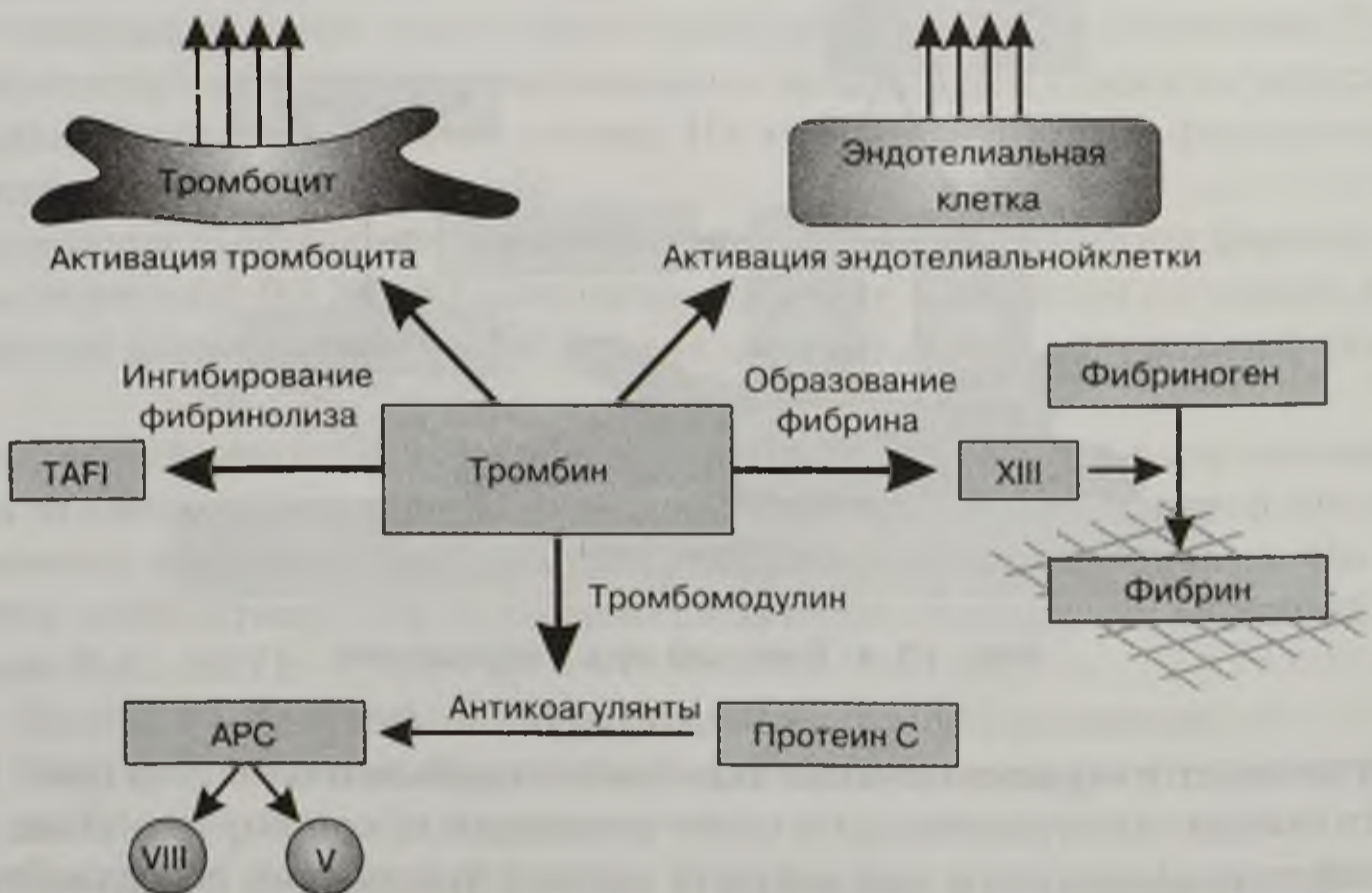 Тромбоцит
Эндотелиальная
клетка
Активация тромбоцита
Активация эндотелиальнойклетки
Ингибирование
фибринолиза
Образование
фибрина
Фибриноген
TAFI
Тромбин
XIII
Фибрин
Тромбомодулин
Антикоагулянты
APC
Протеин С
VIII
V